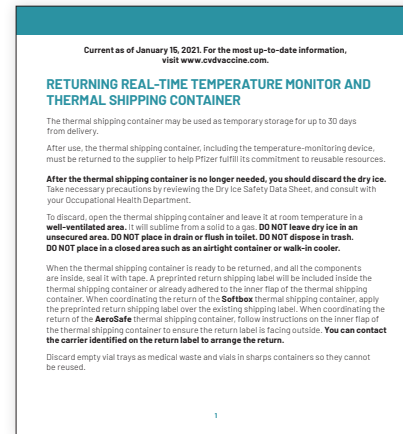 Current as of January 15, 2021. For the most up-to-date information,
visit www.cvdvaccine.com.
RETURNING REAL-TIME TEMPERATURE MONITOR AND
THERMAL SHIPPING CONTAINER
The thermal shipping container may be used as temporary storage for up to 30 days
from delivery.
After use, the thermal shipping container, including the temperature-monitoring device,
must be returned to the supplier to help Pfizer fulfill its commitment to reusable resources.
After the thermal shipping container is no longer needed, you should discard the dry ice.
Take necessary precautions by reviewing the Dry Ice Safety Data Sheet, and consult with
your Occupational Health Department.
To discard, open the thermal shipping container and leave it at room temperature in a
well-ventilated area. It will sublime from a solid to a gas. DO NOT leave dry ice in an
unsecured area. DO NOT place in drain or flush in toilet. DO NOT dispose in trash.
DO NOT place in a closed area such as an airtight container or walk-in cooler.
When the thermal shipping container is ready to be returned, and all the components
are inside, seal it with tape. A preprinted return shipping label will be included inside the
thermal shipping container or already adhered to the inner flap of the thermal shipping
container. When coordinating the return of the Softbox thermal shipping container, apply
the preprinted return shipping label over the existing shipping label. When coordinating the
return of the AeroSafe thermal shipping container, follow instructions on the inner flap of
the thermal shipping container to ensure the return label is facing outside. You can contact
the carrier identified on the return label to arrange the return.
Discard empty vial trays as medical waste and vials in sharps containers so they cannot
be reused.
1